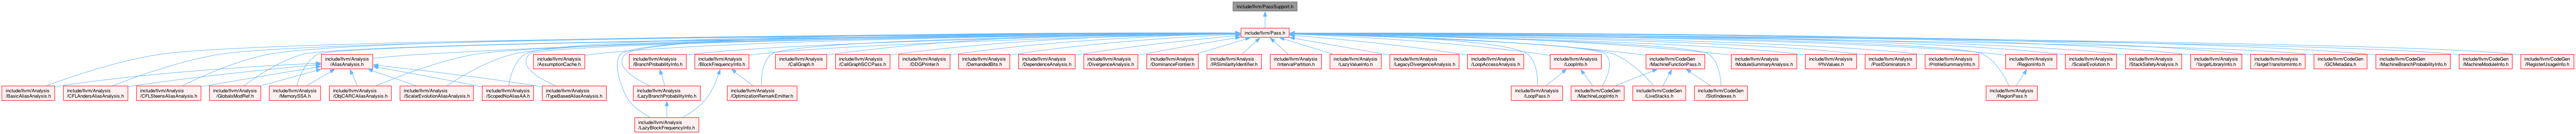 include/llvm/PassSupport.h
include/llvm/Pass.h
include/llvm/Analysis
/AliasAnalysis.h
include/llvm/Analysis
/AssumptionCache.h
include/llvm/Analysis
/BranchProbabilityInfo.h
include/llvm/Analysis
/BlockFrequencyInfo.h
include/llvm/Analysis
/CallGraph.h
include/llvm/Analysis
/CallGraphSCCPass.h
include/llvm/Analysis
/DDGPrinter.h
include/llvm/Analysis
/DemandedBits.h
include/llvm/Analysis
/DependenceAnalysis.h
include/llvm/Analysis
/DivergenceAnalysis.h
include/llvm/Analysis
/DominanceFrontier.h
include/llvm/Analysis
/IRSimilarityIdentifier.h
include/llvm/Analysis
/IntervalPartition.h
include/llvm/Analysis
/LazyValueInfo.h
include/llvm/Analysis
/LegacyDivergenceAnalysis.h
include/llvm/Analysis
/LoopAccessAnalysis.h
include/llvm/Analysis
/LoopInfo.h
include/llvm/CodeGen
/MachineFunctionPass.h
include/llvm/Analysis
/ModuleSummaryAnalysis.h
include/llvm/Analysis
/PhiValues.h
include/llvm/Analysis
/PostDominators.h
include/llvm/Analysis
/ProfileSummaryInfo.h
include/llvm/Analysis
/RegionInfo.h
include/llvm/Analysis
/ScalarEvolution.h
include/llvm/Analysis
/StackSafetyAnalysis.h
include/llvm/Analysis
/TargetLibraryInfo.h
include/llvm/Analysis
/TargetTransformInfo.h
include/llvm/CodeGen
/GCMetadata.h
include/llvm/CodeGen
/MachineBranchProbabilityInfo.h
include/llvm/CodeGen
/MachineModuleInfo.h
include/llvm/CodeGen
/RegisterUsageInfo.h
include/llvm/Analysis
/BasicAliasAnalysis.h
include/llvm/Analysis
/CFLAndersAliasAnalysis.h
include/llvm/Analysis
/CFLSteensAliasAnalysis.h
include/llvm/Analysis
/GlobalsModRef.h
include/llvm/Analysis
/MemorySSA.h
include/llvm/Analysis
/ObjCARCAliasAnalysis.h
include/llvm/Analysis
/ScalarEvolutionAliasAnalysis.h
include/llvm/Analysis
/ScopedNoAliasAA.h
include/llvm/Analysis
/TypeBasedAliasAnalysis.h
include/llvm/Analysis
/LazyBranchProbabilityInfo.h
include/llvm/Analysis
/OptimizationRemarkEmitter.h
include/llvm/Analysis
/LoopPass.h
include/llvm/CodeGen
/MachineLoopInfo.h
include/llvm/CodeGen
/LiveStacks.h
include/llvm/CodeGen
/SlotIndexes.h
include/llvm/Analysis
/RegionPass.h
include/llvm/Analysis
/LazyBlockFrequencyInfo.h